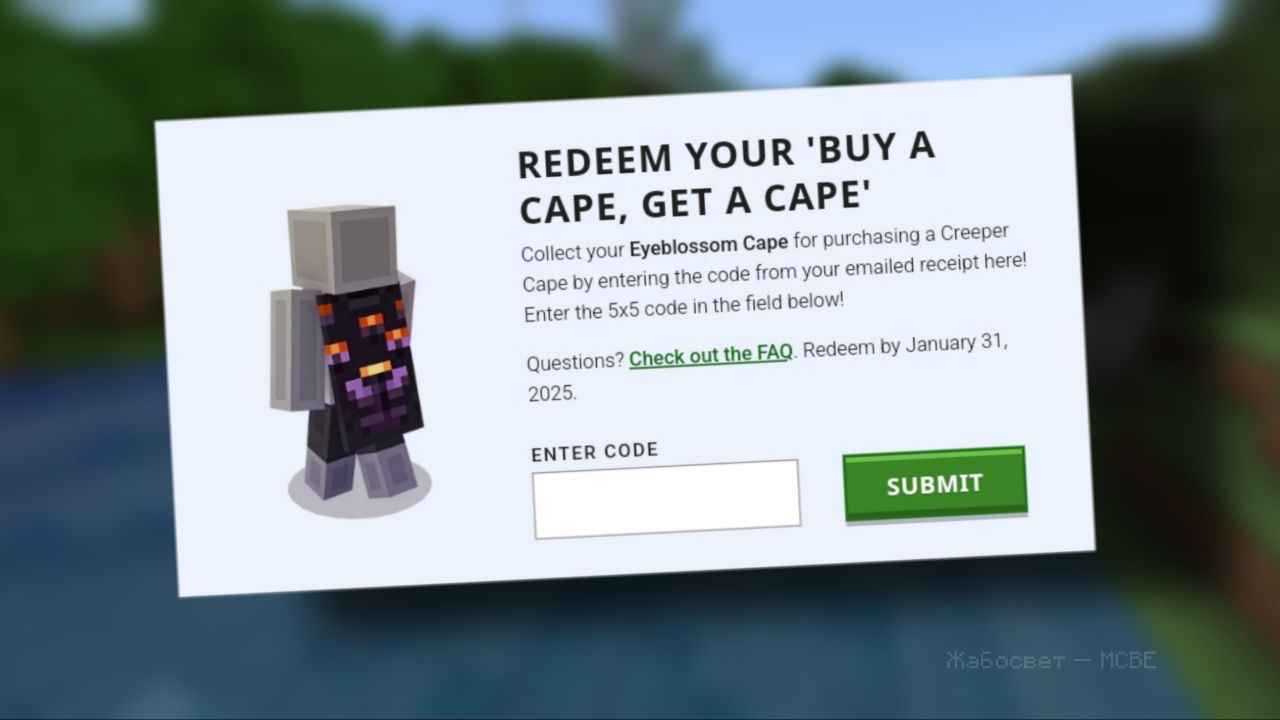 REDEEM YOUR 'BUY A
CAPE, GET A CAPE'
Collect your Eyeblossom Cape for purchasing a Creeper
Cape by entering the code from your emailed receipt here!
Enter the 5x5 code in the field below!
Questions? Check out the FAQ. Redeem by January 31,
2025.
ENTER CODE
SUBMIT
Жабосвет — MCBE